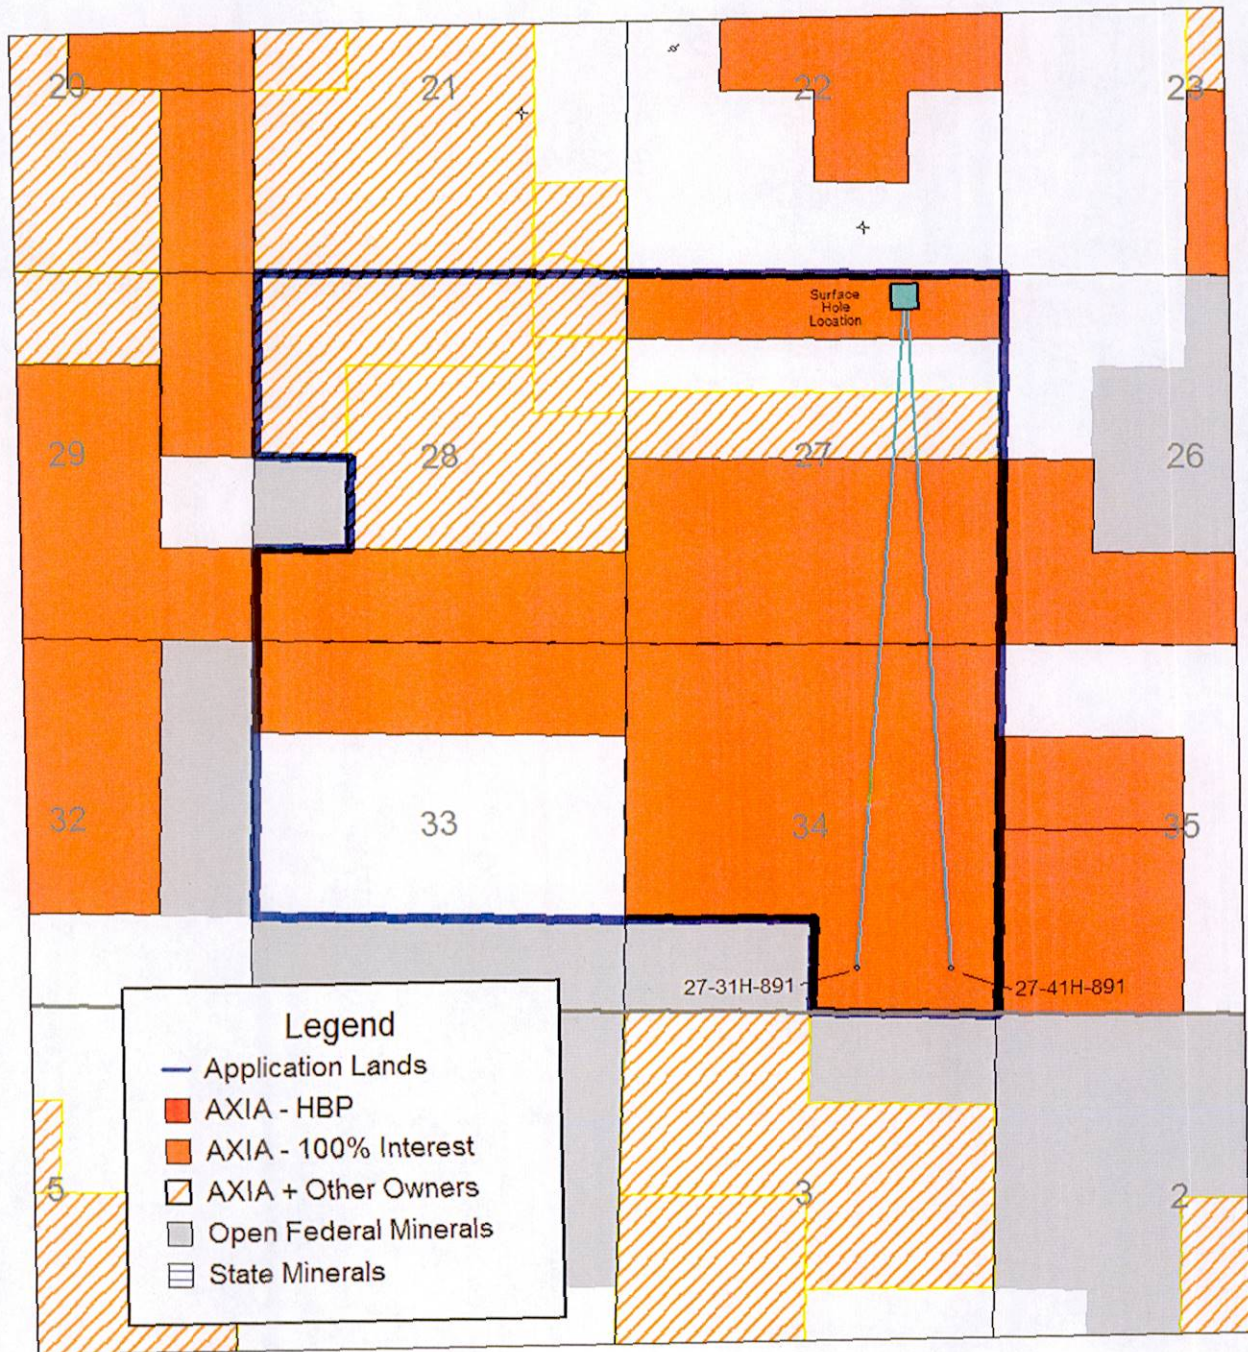 20
21
22
23
Surface
Hole
Location
29
28
27
26
32
33
34
35
27-31H-891
27-41H-891
Legend
Application Lands
AXIA - HBP
AXIA - 100% Interest
AXIA + Other Owners
Open Federal Minerals
State Minerals
5
3
2